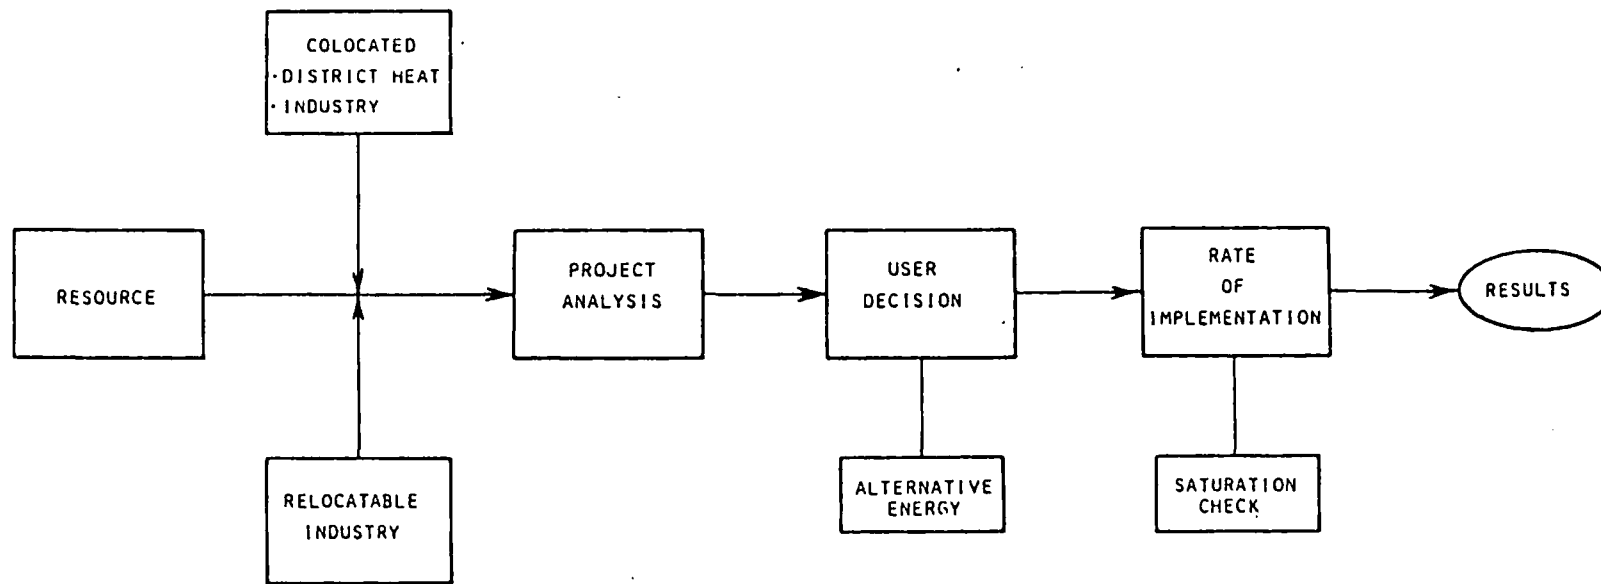 COLOCATED
·DISTRICT HEAT
·INDUSTRY
RESOURCE
PROJECT
ANALYSIS
USER
DECISION
RATE
OF
IMPLEMENTATION
RESULTS
RELOCATABLE
INDUSTRY
ALTERNATIVE
ENERGY
SATURATION
CHECK